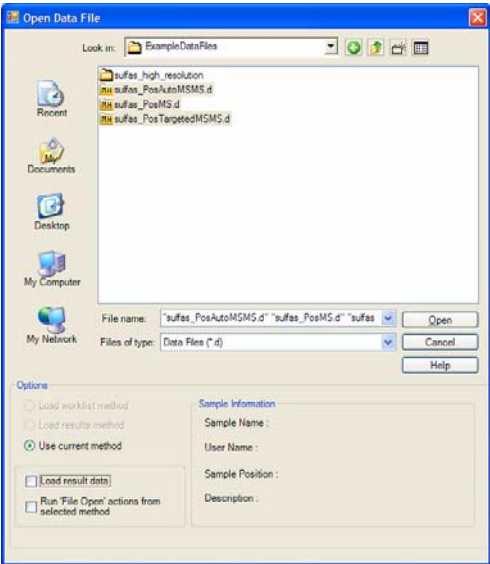 Open Data File
Look in: ExampleDataFiles
sulfas_high_resolution
sulfas_PosAutoMSMS.d
sulfas_PosMS.d
sulfas_PosTargetedMSMS.d
Recent
My
Documents
Desktop
My Computer
My Network
File name: "sulfas_PosAutoMSMS.d" "sulfas_PosMS.d" "sulfas
Open
Files of type: Data Files (*.d)
Cancel
Help
Options
Load worklist method
Load results method
Use current method
Load result data
Run 'File Open' actions from
selected method
Sample Information
Sample Name :
User Name :
Sample Position :
Description :